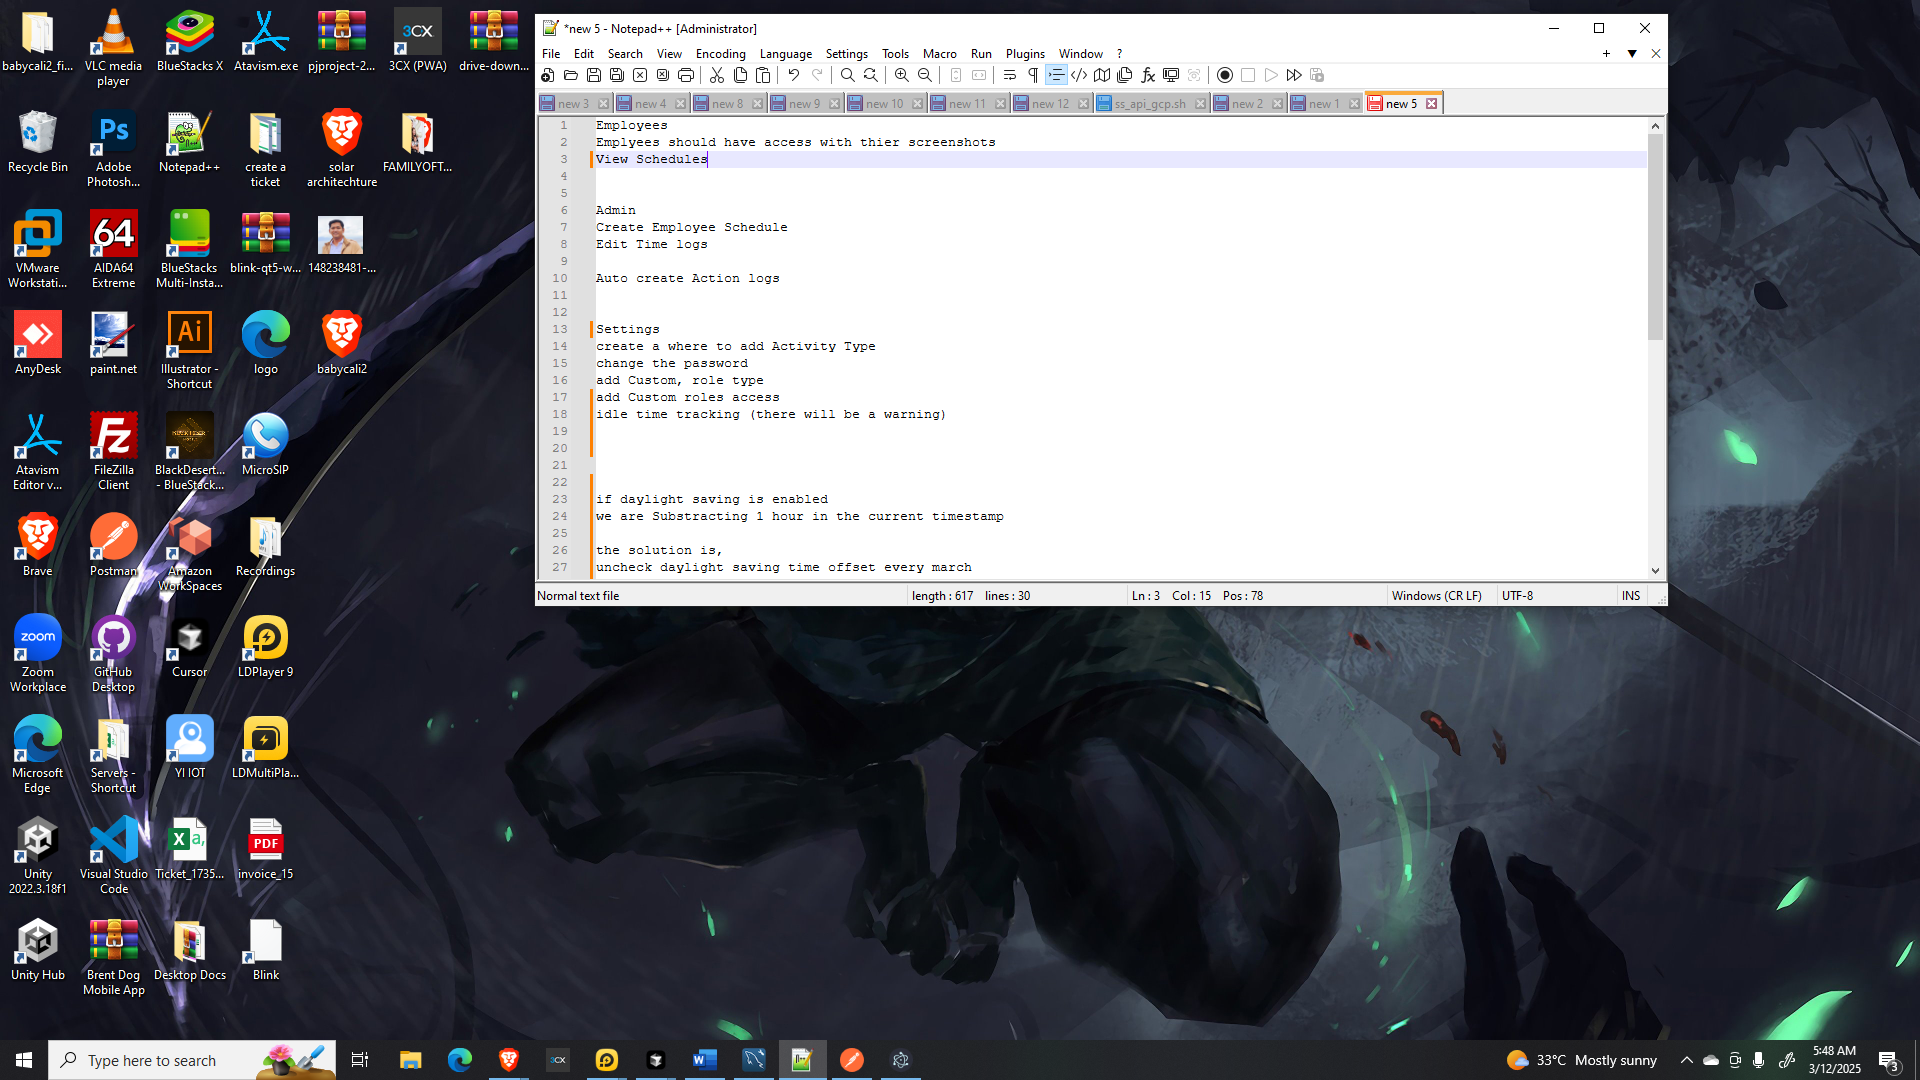 babycali2_fi...
VLC media player
BlueStacks X
Atavism.exe
pjproject-2...
3CX
3CX (PWA)
drive-down...
Recycle Bin
Ps
Adobe Photosh...
Notepad++
create a ticket
solar architechture
FAMILYOFT...
VMware Workstati...
64
AIDA64 Extreme
BlueStacks Multi-Insta...
blink-qt5-w...
148238481-...
AnyDesk
paint.net
Ai
Illustrator - Shortcut
logo
babycali2
Atavism Editor v...
Fz
FileZilla Client
BlackDesert... - BlueStack...
MicroSIP
Brave
Postman
Amazon WorkSpaces
Recordings
zoom
Zoom Workplace
GitHub Desktop
Cursor
LDPlayer 9
Microsoft Edge
Servers - Shortcut
YI IOT
LDMultiPla...
Unity 2022.3.18f1
Visual Studio Code
Ticket_1735...
PDF
invoice_15
Unity Hub
Brent Dog Mobile App
Desktop Docs
Blink
*new 5 - Notepad++ [Administrator]
File Edit Search View Encoding Language Settings Tools Macro Run Plugins Window ?
new 3 new 4 new 8 new 9 new 10 new 11 new 12 ss_api_gcp.sh new 2 new 1 new 5
1 Employees
2 Emplyees should have access with thier screenshots
3 View Schedules
4
5
6 Admin
7 Create Employee Schedule
8 Edit Time logs
9
10 Auto create Action logs
11
12
13 Settings
14 create a where to add Activity Type
15 change the password
16 add Custom, role type
17 add Custom roles access
18 idle time tracking (there will be a warning)
19
20
21
22
23 if daylight saving is enabled
24 we are Substracting 1 hour in the current timestamp
25
26 the solution is,
27 uncheck daylight saving time offset every march
Normal text file length : 617 lines : 30 Ln : 3 Col : 15 Pos : 78 Windows (CR LF) UTF-8 INS
Type here to search
3CX
33°C Mostly sunny
5:48 AM
3/12/2025
3